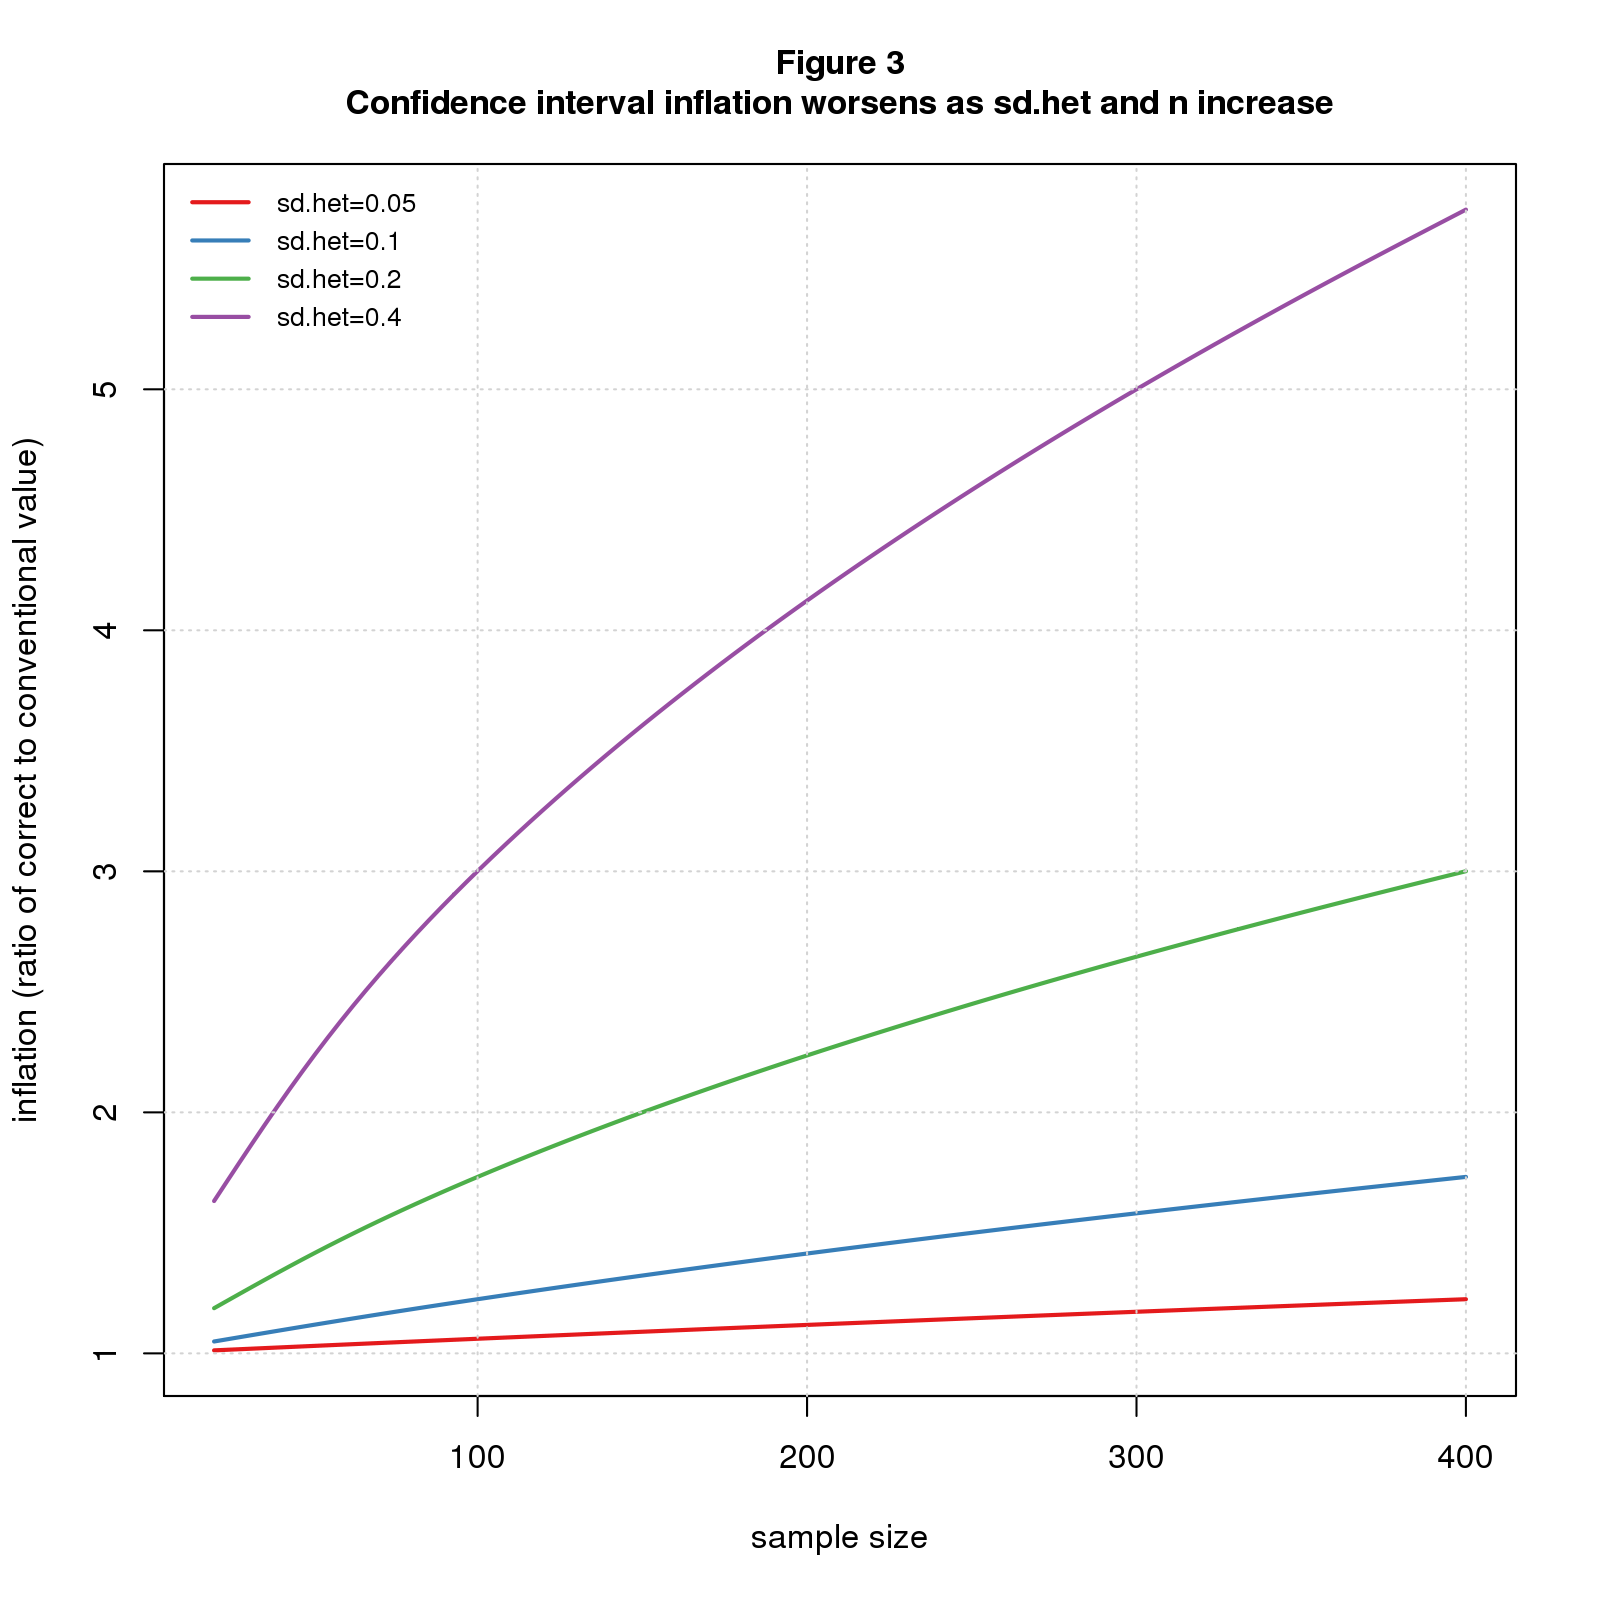 Figure 3
Confidence interval inflation worsens as sd.het and n increase
sd.het=0.05
sd.het=0.1
sd.het=0.2
sd.het=0.4
inflation (ratio of correct to conventional value)
5
4
3
2
1
100 200 300 400
sample size